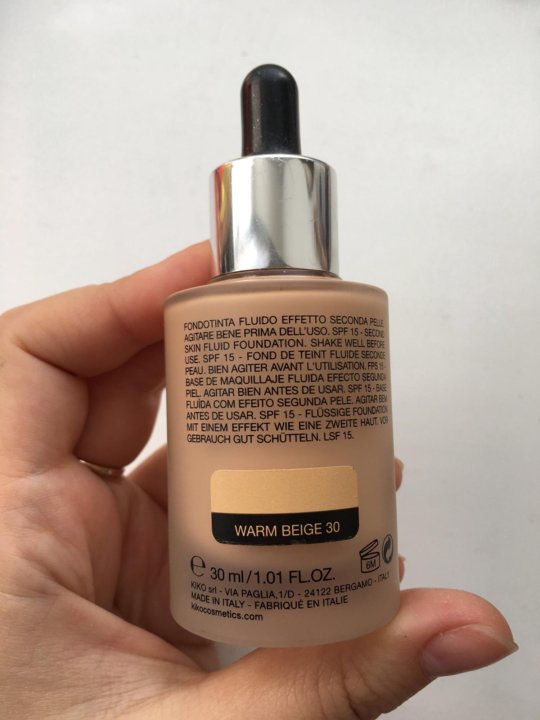 FONDOTINTA FLUIDO EFFETTO SECONDA PELLE.
AGITARE BENE PRIMA DELL'USO. SPF 15 - SECOND
SKIN FLUID FOUNDATION. SHAKE WELL BEFORE
USE. SPF 15 - FOND DE TEINT FLUIDE SECONDE
PEAU. BIEN AGITER AVANT L'UTILISATION. FPS 15 -
BASE DE MAQUILLAJE FLUIDA EFECTO SEGUNDA
PIEL. AGITAR BIEN ANTES DE USAR. SPF 15 - BASE
FLUÍDA COM EFEITO SEGUNDA PELE. AGITAR BEM
ANTES DE USAR. SPF 15 - FLÜSSIGE FOUNDATION
MIT EINEM EFFEKT WIE EINE ZWEITE HAUT. VOR
GEBRAUCH GUT SCHÜTTELN. LSF 15.
WARM BEIGE 30
℮ 30 ml/1.01 FL.OZ.
6M
KIKO srl - VIA PAGLIA,1/D - 24122 BERGAMO - ITALY
MADE IN ITALY - FABRIQUÉ EN ITALIE
kikocosmetics.com